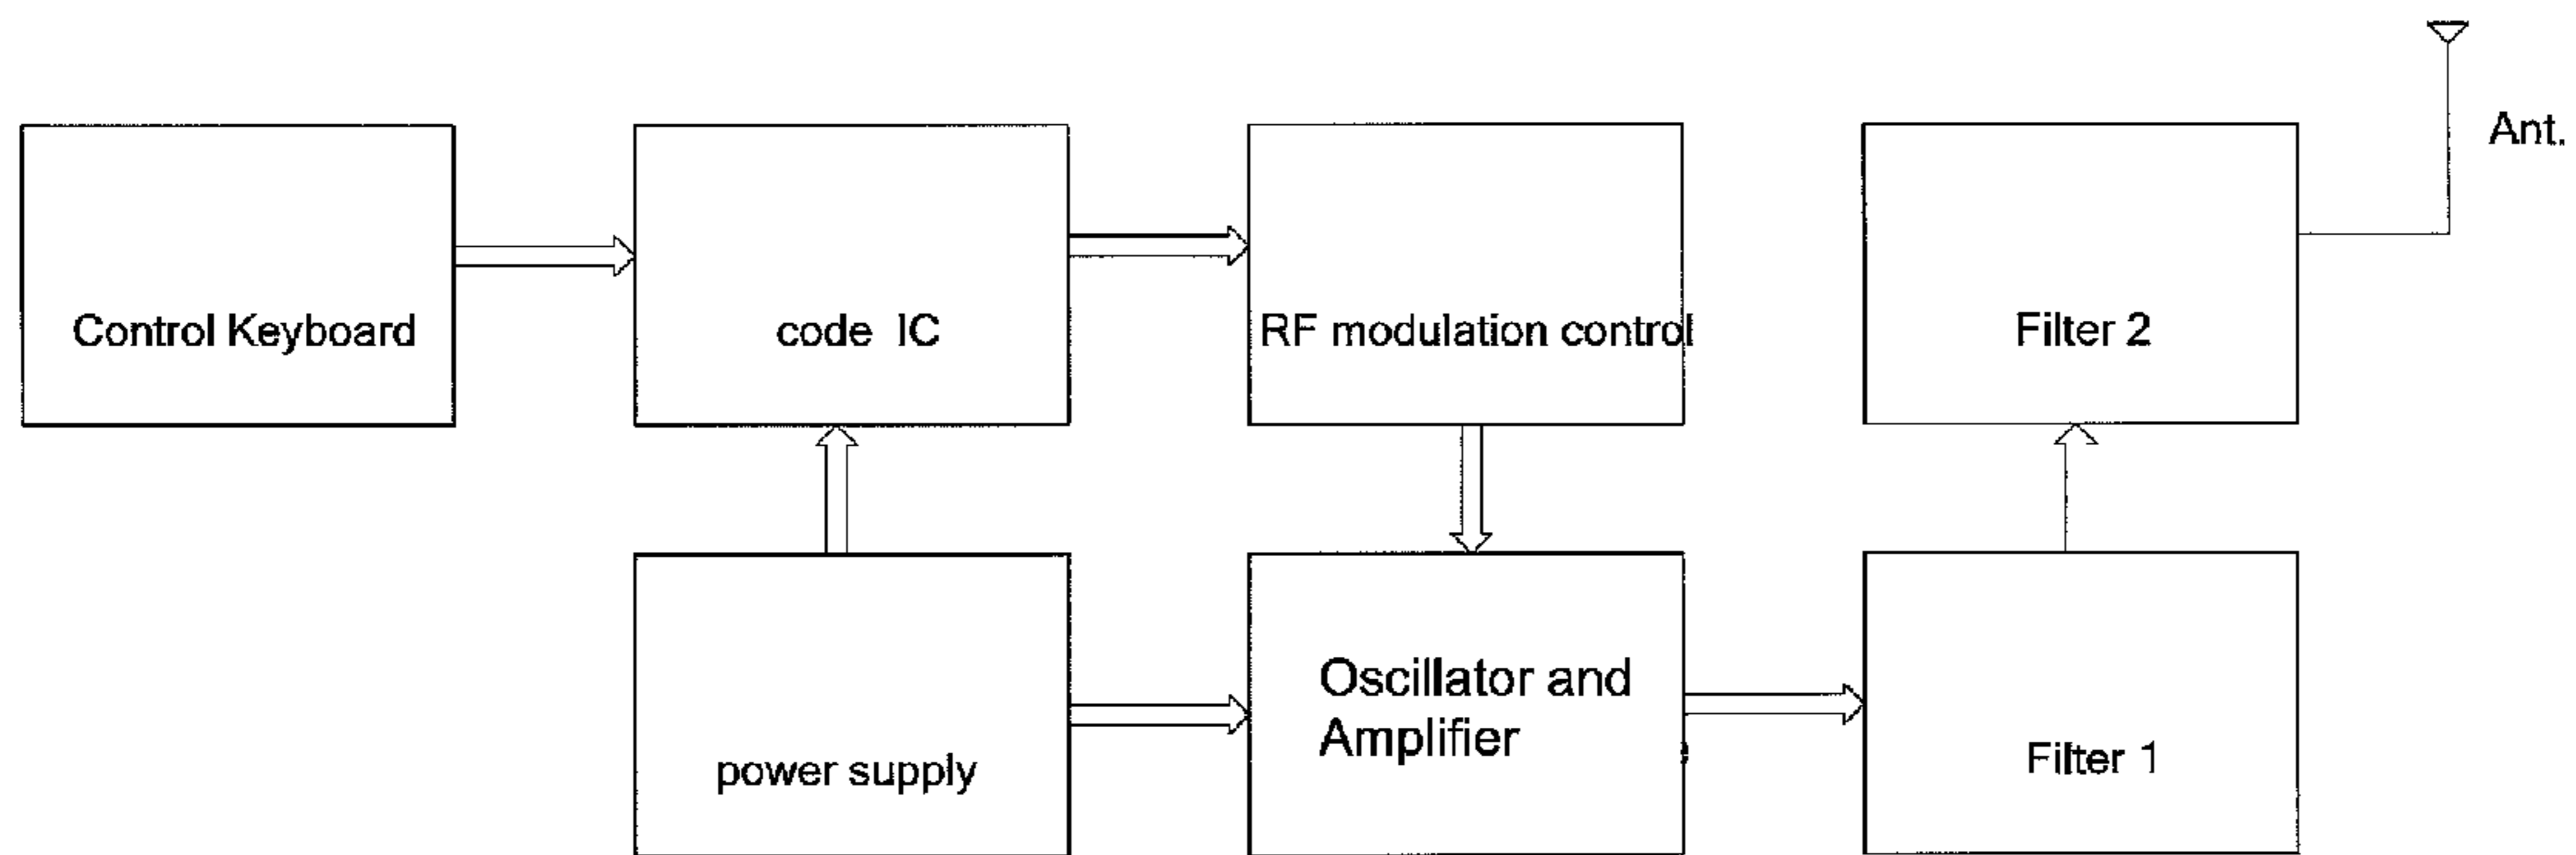 Ant.
Control Keyboard
code IC
RF modulation control
Filter 2
power supply
Oscillator and
Amplifier
Filter 1